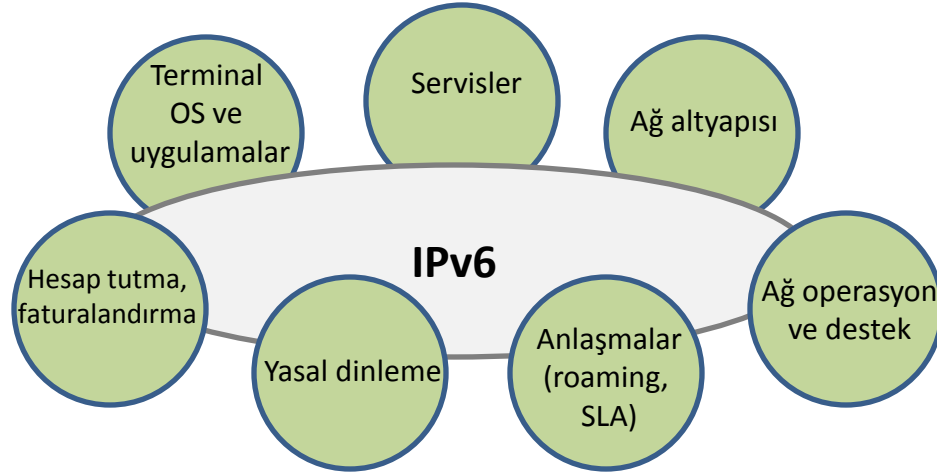 Terminal
OS ve
uygulamalar
Servisler
Ağ altyapısı
IPv6
Hesap tutma,
faturalandırma
Yasal dinleme
Anlaşmalar
(roaming,
SLA)
Ağ operasyon
ve destek